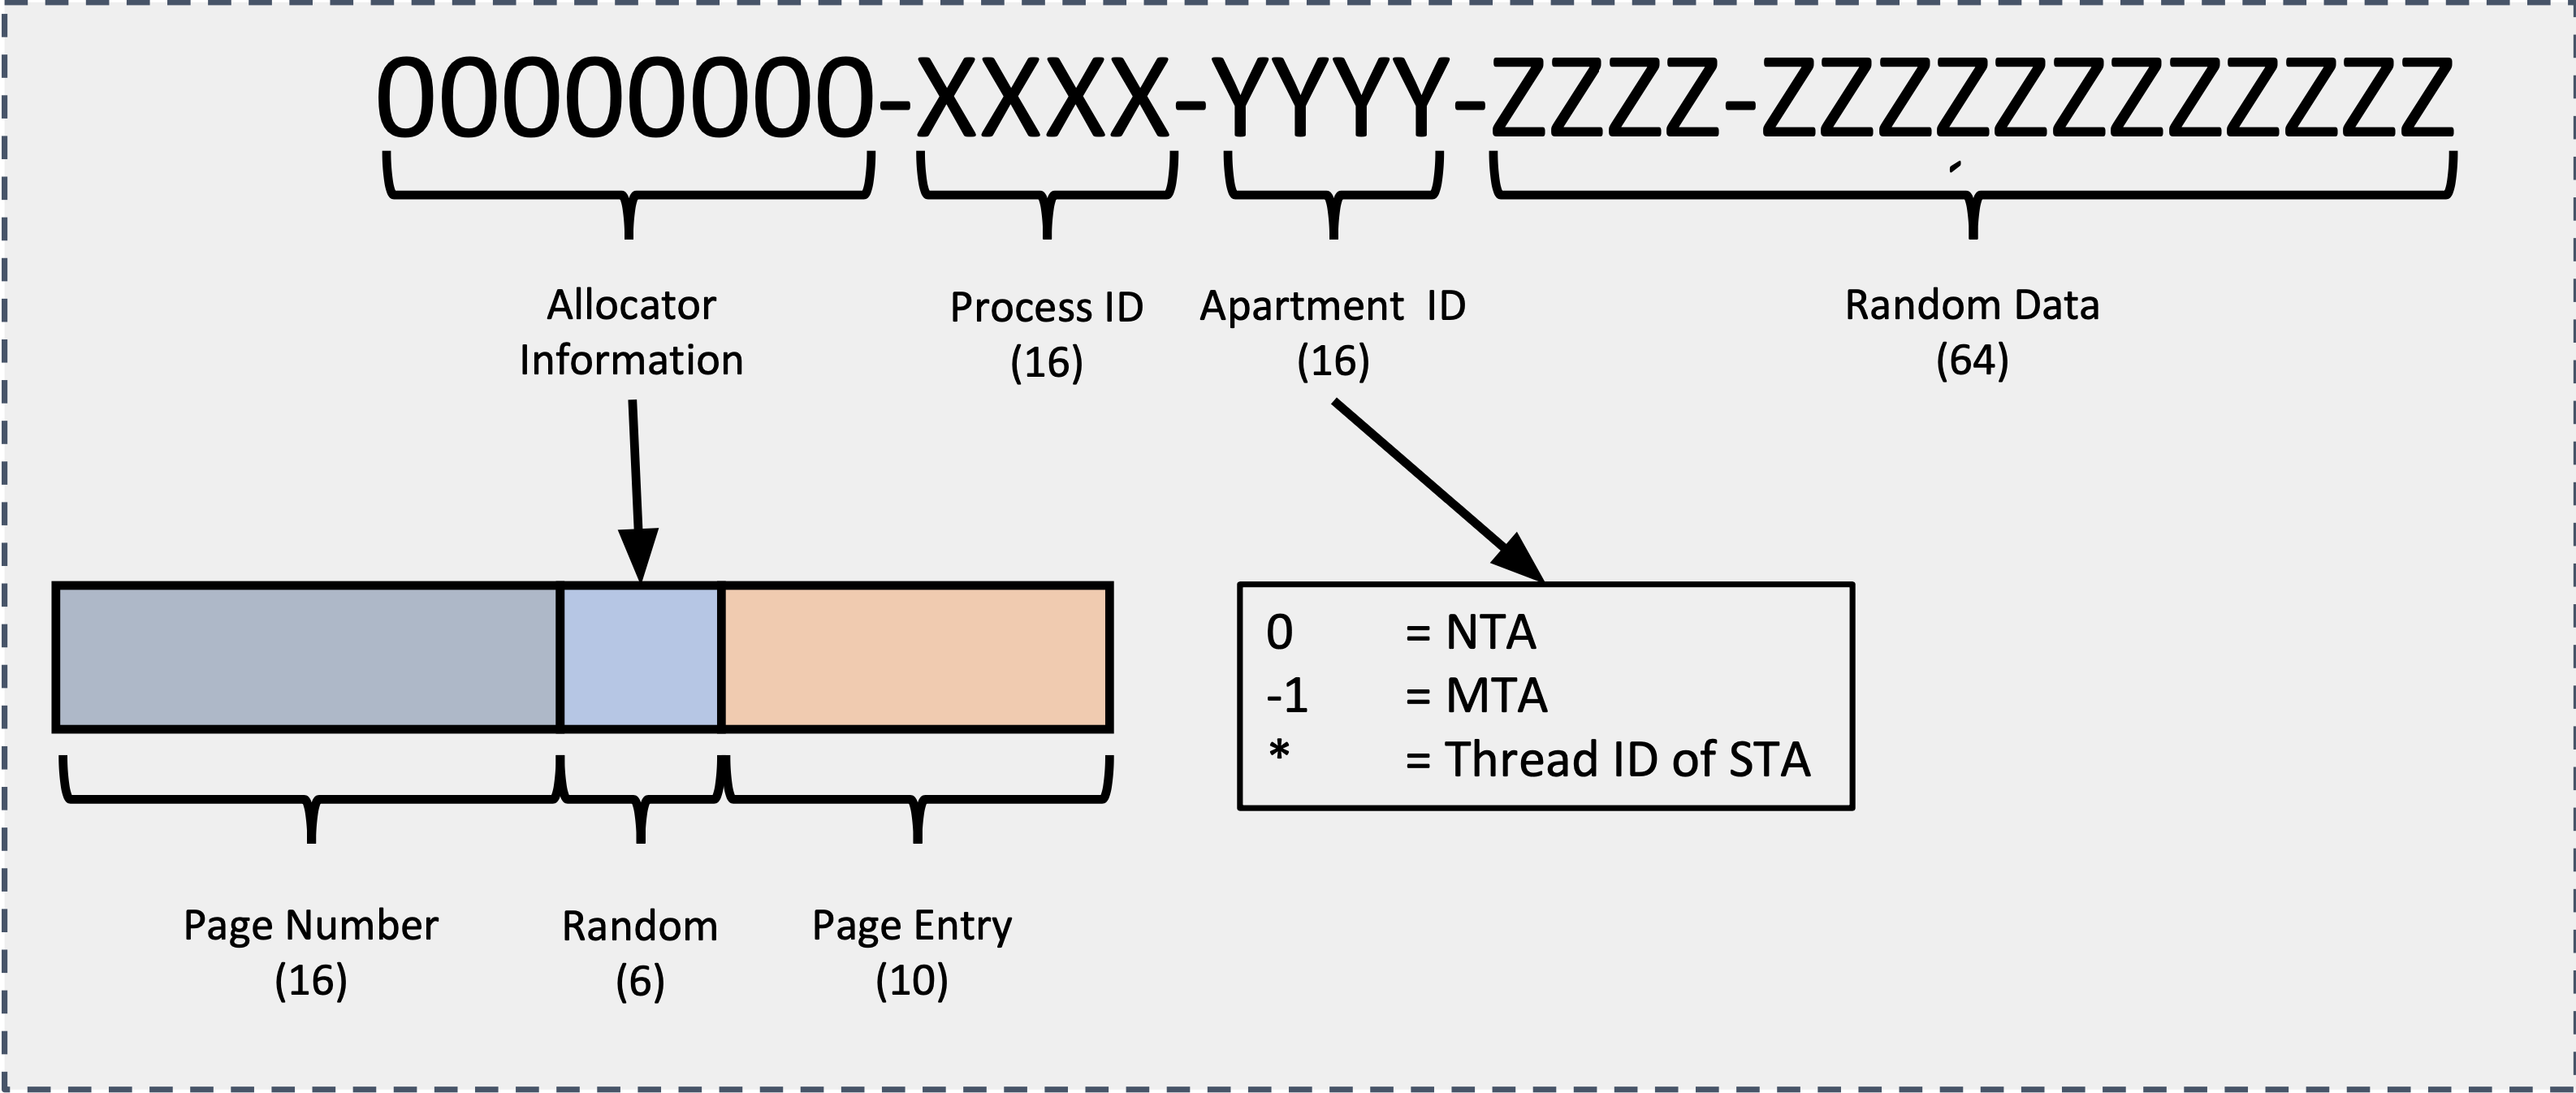 00000000-XXXX-YYYY-ZZZZ-ZZZZZZZZZZZZ
Allocator
Information
Process ID
(16)
Apartment ID
(16)
Random Data
(64)
0 = NTA
-1 = MTA
* = Thread ID of STA
Page Number
(16)
Random
(6)
Page Entry
(10)